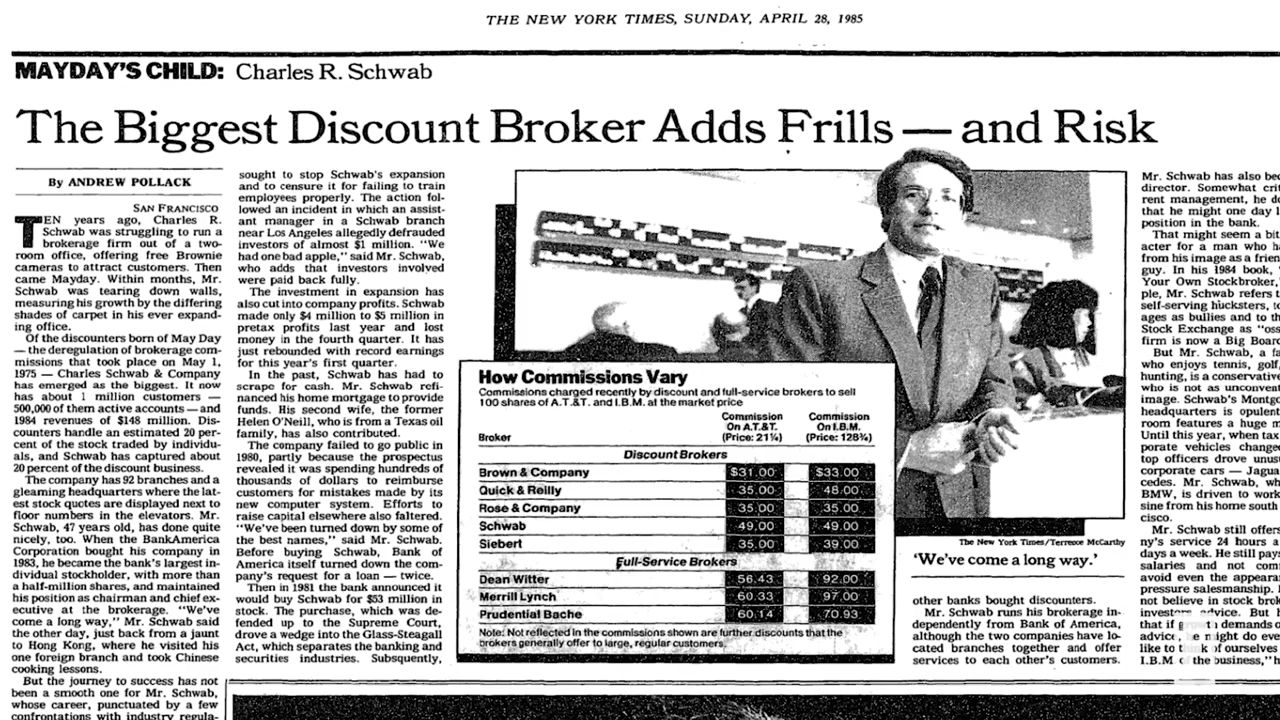 THE NEW YORK TIMES, SUNDAY, APRIL 28, 1985
MAYDAY'S CHILD: Charles R. Schwab
The Biggest Discount Broker Adds Frills — and Risk
By ANDREW POLLACK
SAN FRANCISCO
TEN years ago, Charles R.
Schwab was struggling to run a
brokerage firm out of a two-
room office, offering free Brownie
cameras to attract customers. Then
came Mayday. Within months, Mr.
Schwab was tearing down walls,
measuring his growth by the differing
shades of carpet in his ever expand-
ing office.
Of the discounters born of May Day
— the deregulation of brokerage com-
missions that took place on May 1,
1975 — Charles Schwab & Company
has emerged as the biggest. It now
has about 1 million customers —
500,000 of them active accounts — and
1984 revenues of $148 million. Dis-
counters handle an estimated 20 per-
cent of the stock traded by individu-
als, and Schwab has captured about
20 percent of the discount business.
The company has 92 branches and a
gleaming headquarters where the lat-
est stock quotes are displayed next to
floor numbers in the elevators. Mr.
Schwab, 47 years old, has done quite
nicely, too. When the BankAmerica
Corporation bought his company in
1983, he became the bank's largest in-
dividual stockholder, with more than
a half-million shares, and maintained
his position as chairman and chief ex-
ecutive at the brokerage. "We've
come a long way," Mr. Schwab said
the other day, just back from a jaunt
to Hong Kong, where he visited his
one foreign branch and took Chinese
cooking lessons.
But the journey to success has not
been a smooth one for Mr. Schwab,
whose career, punctuated by a few
confrontations with industry regula-
sought to stop Schwab's expansion
and to censure it for failing to train
employees properly. The action fol-
lowed an incident in which an assist-
ant manager in a Schwab branch
near Los Angeles allegedly defrauded
investors of almost $1 million. "We
had one bad apple," said Mr. Schwab,
who adds that investors involved
were paid back fully.
The investment in expansion has
also cut into company profits. Schwab
made only $4 million to $5 million in
pretax profits last year and lost
money in the fourth quarter. It has
just rebounded with record earnings
for this year's first quarter.
In the past, Schwab has had to
scrape for cash. Mr. Schwab refi-
nanced his home mortgage to provide
funds. His second wife, the former
Helen O'Neill, who is from a Texas oil
family, has also contributed.
The company failed to go public in
1980, partly because the prospectus
revealed it was spending hundreds of
thousands of dollars to reimburse
customers for mistakes made by its
new computer system. Efforts to
raise capital elsewhere also faltered.
"We've been turned down by some of
the best names," said Mr. Schwab.
Before buying Schwab, Bank of
America itself turned down the com-
pany's request for a loan — twice.
Then in 1981 the bank announced it
would buy Schwab for $53 million in
stock. The purchase, which was de-
fended up to the Supreme Court,
drove a wedge into the Glass-Steagall
Act, which separates the banking and
securities industries. Subsquently,
How Commissions Vary
Commissions charged recently by discount and full-service brokers to sell
100 shares of A.T.&T. and I.B.M. at the market price
Broker Commission On A.T.&T. (Price: 21¼) Commission On I.B.M. (Price: 128¾)
Discount Brokers
Brown & Company $31.00 $33.00
Quick & Reilly 35.00 48.00
Rose & Company 35.00 35.00
Schwab 49.00 49.00
Siebert 35.00 39.00
Full-Service Brokers
Dean Witter 56.43 92.00
Merrill Lynch 60.33 97.00
Prudential Bache 60.14 70.93
Note: Not reflected in the commissions shown are further discounts that the
brokers generally offer to large, regular customers.
The New York Times/Terrence McCarthy
'We've come a long way.'
other banks bought discounters.
Mr. Schwab runs his brokerage in-
dependently from Bank of America,
although the two companies have lo-
cated branches together and offer
services to each other's customers.
Mr. Schwab has also bec
director. Somewhat crit
rent management, he do
that he might one day
position in the bank.
That might seem a bit
acter for a man who h
from his image as a frien
guy. In his 1984 book,
Your Own Stockbroker,"
ple, Mr. Schwab refers t
self-serving hucksters, t
ages as bullies and to th
Stock Exchange as "oss
firm is now a Big Board
But Mr. Schwab, a fa
who enjoys tennis, golf,
hunting, is a conservative
who is not as unconven
image. Schwab's Montgo
headquarters is opulent
room features a huge m
Until this year, when tax
porate vehicles changed
top officers drove unus
corporate cars — Jagua
cedes. Mr. Schwab, wh
BMW, is driven to work
sine from his home south
cisco.
Mr. Schwab still offers
ny's service 24 hours a
days a week. He still pays
salaries and not com
avoid even the appeara
pressure salesmanship.
not believe in stock brok
investors advice. But
that if growth demands
advice, he might do eve
like to think of ourselves
I.B.M of the business," h